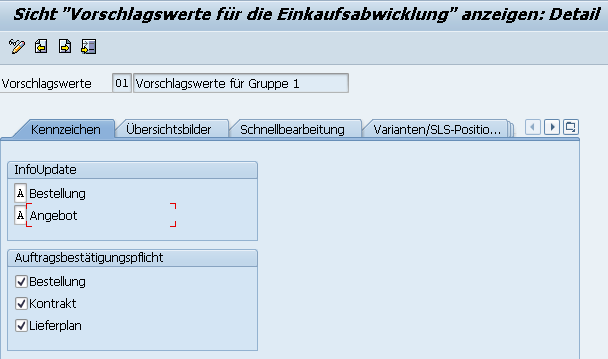 Sicht "Vorschlagswerte für die Einkaufsabwicklung" anzeigen: Detail
Vorschlagswerte 01 Vorschlagswerte für Gruppe 1
Kennzeichen Übersichtsbilder Schnellbearbeitung Varianten/SLS-Positio...
InfoUpdate
A Bestellung
A Angebot
Auftragsbestätigungspflicht
Bestellung
Kontrakt
Lieferplan